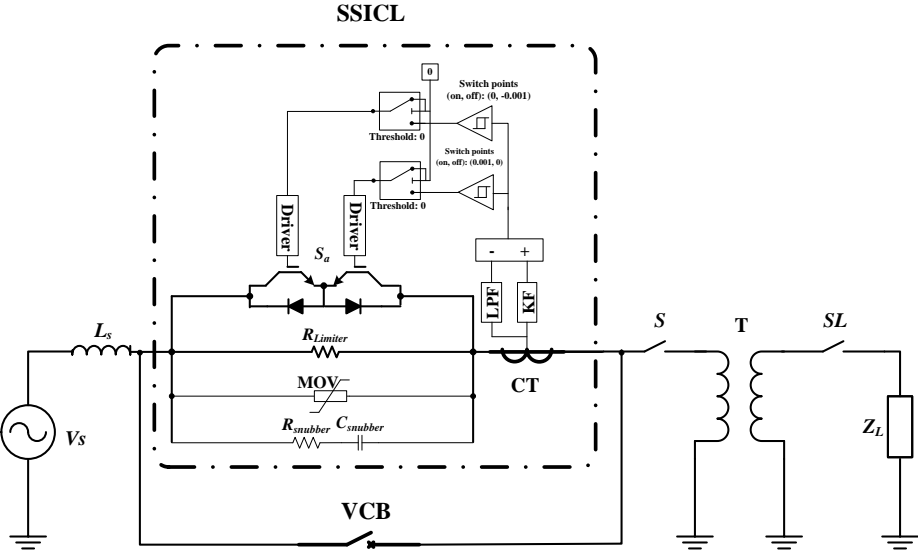 SSICL
0
Switch points
(on, off): (0, -0.001)
Threshold: 0
Switch points
(on, off): (0.001, 0)
Threshold: 0
Driver
Driver
Sa
- +
LPF
KF
Ls
RLimiter
S
T
SL
MOV
CT
Rsnubber
Csnubber
Vs
ZL
VCB